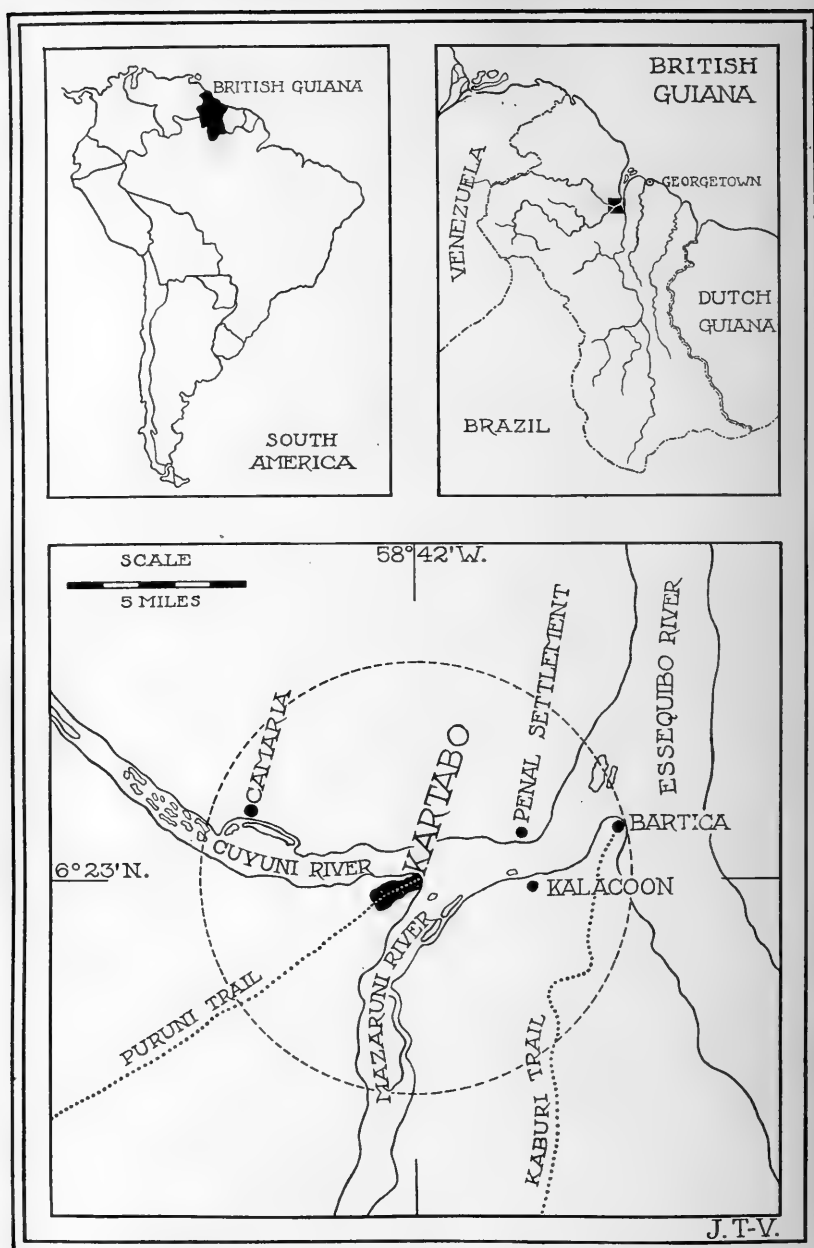 BRITISH GUIANA
SOUTH
AMERICA
BRITISH
GUIANA
VENEZUELA
GEORGETOWN
DUTCH
GUIANA
BRAZIL
SCALE
5 MILES
58°42'W.
CAMARIA
KARTABO
PENAL SETTLEMENT
ESSEQUIBO RIVER
BARTICA
CUYUNI RIVER
6°23'N.
KALACOON
MAZARUNI RIVER
PURUNI TRAIL
KABURI TRAIL
J.T-V.